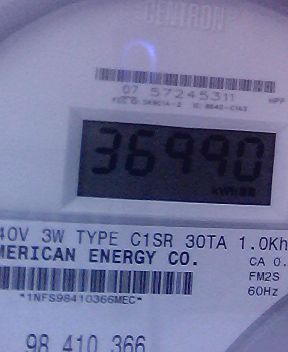 CENTRON
07 57245311
36990
kWh
40V 3W TYPE C1SR 30TA 1.0Kh
MERICAN ENERGY CO.
CA 0.
FM2S
60Hz
*1NFS98410366MEC*
98 410 366